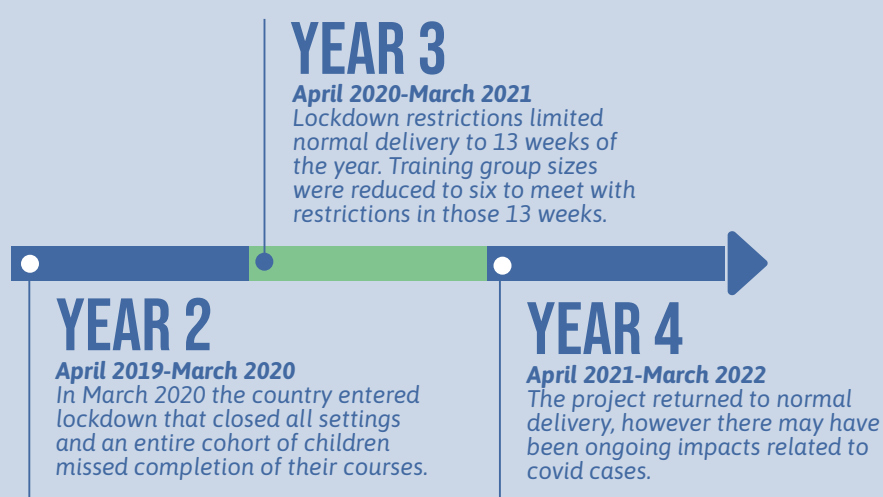 YEAR 3
April 2020-March 2021
Lockdown restrictions limited
normal delivery to 13 weeks of
the year. Training group sizes
were reduced to six to meet with
restrictions in those 13 weeks.
YEAR 2
April 2019-March 2020
In March 2020 the country entered
lockdown that closed all settings
and an entire cohort of children
missed completion of their courses.
YEAR 4
April 2021-March 2022
The project returned to normal
delivery, however there may have
been ongoing impacts related to
covid cases.